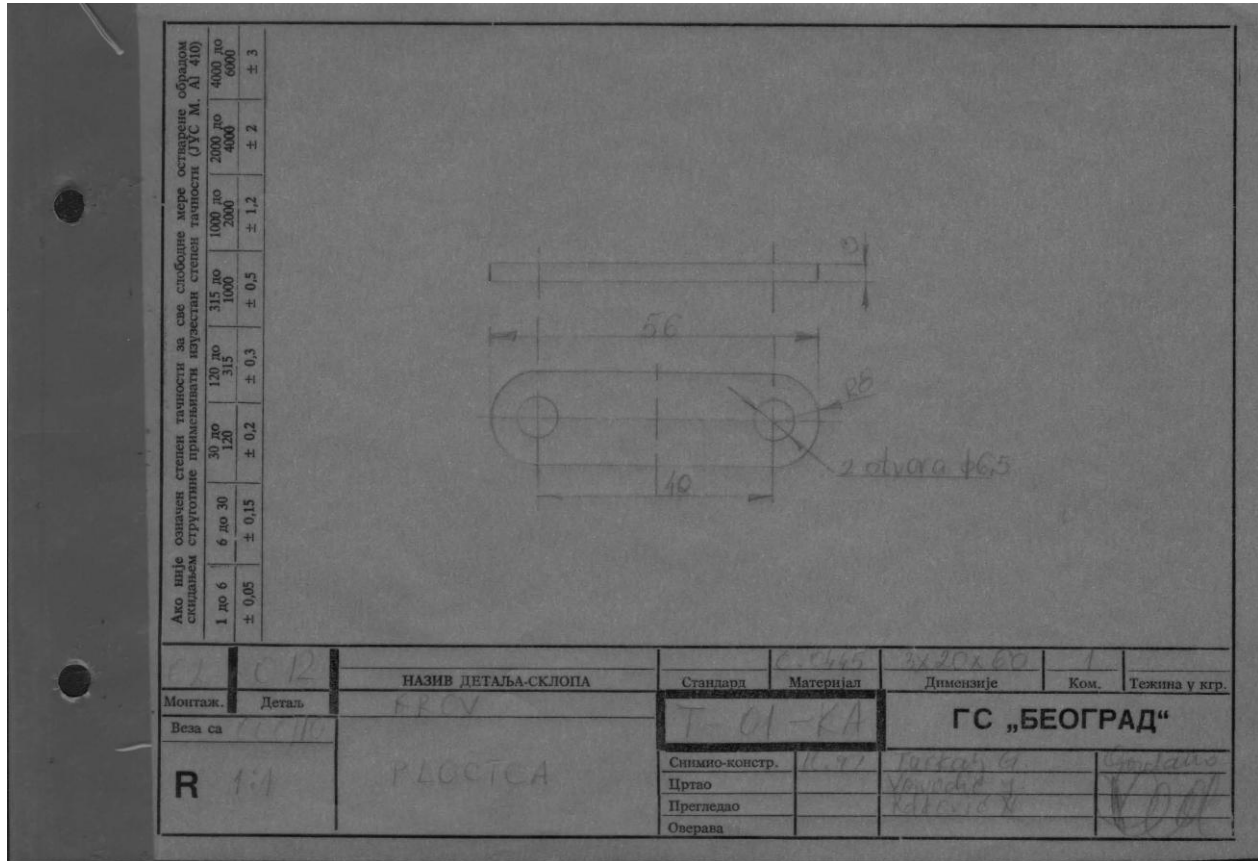 Ако није означен степен тачности за све слободне мере остварене обрадом
скидањем струготине примењивати изузестан степен тачности (ЈУС М. А1 410)
1 до 6
6 до 30
30 до 120
120 до 315
315 до 1000
1000 до 2000
2000 до 4000
4000 до 6000
± 0,05
± 0,15
± 0,2
± 0,3
± 0,5
± 1,2
± 2
± 3
56
R8
2 otvora ϕ6,5
40
C.0445
3x20x60
1
НАЗИВ ДЕТАЉА-СКЛОПА
Стандард
Материјал
Димензије
Ком.
Тежина у кгр.
Монтаж.
Детаљ
Веза са
T-01-KA
ГС „БЕОГРАД“
R 1:1
Снимио-констр.
Цртао
Прегледао
Оверава